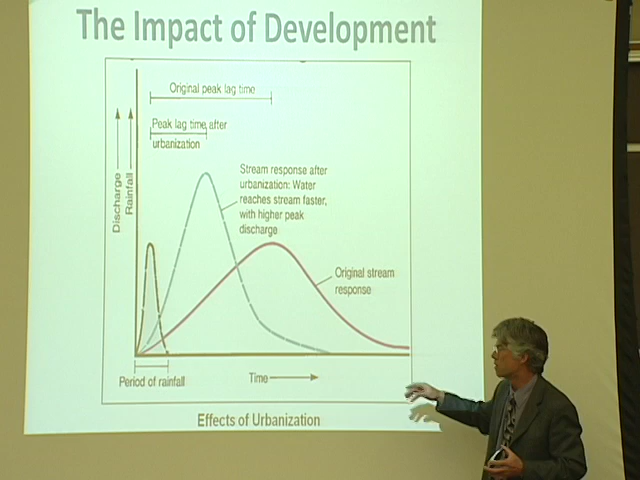 The Impact of Development
Original peak lag time
Peak lag time after
urbanization
Stream response after
urbanization: Water
reaches stream faster,
with higher peak
discharge
Discharge
Rainfall
Original stream
response
Period of rainfall
Time
Effects of Urbanization